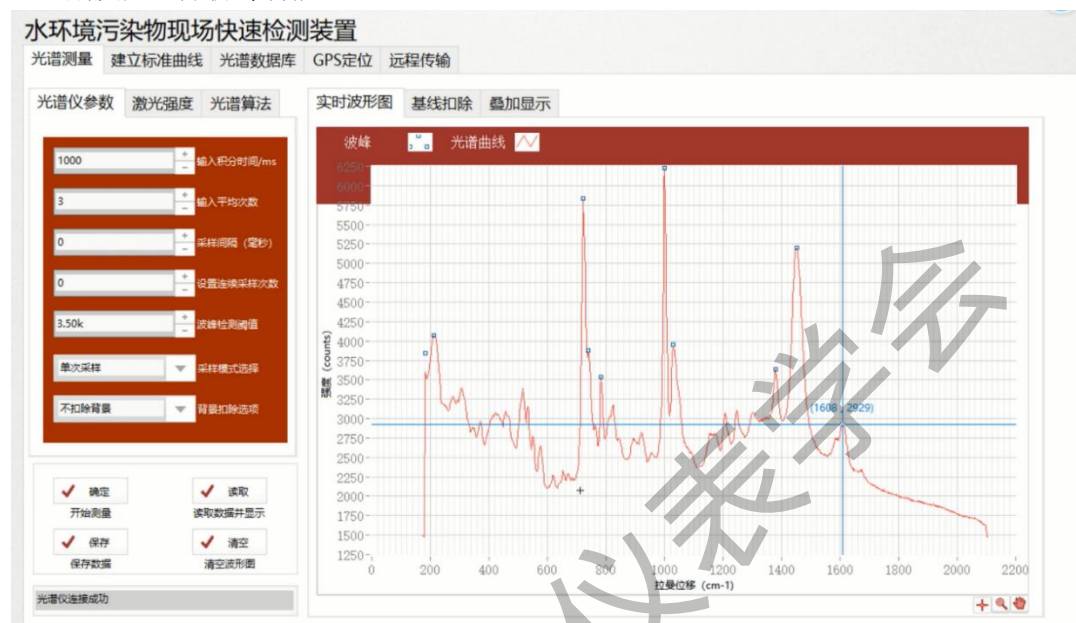 水环境污染物现场快速检测装置
光谱测量 建立标准曲线 光谱数据库 GPS定位 远程传输
光谱仪参数 激光强度 光谱算法
1000 输入积分时间/ms
3 输入平均次数
0 采样间隔（毫秒）
0 设置连续采样次数
3.50k 波峰检测阈值
单次采样 采样模式选择
不扣除背景 背景扣除选项
确定 读取
开始测量 读取数据并显示
保存 清空
保存数据 清空波形图
光谱仪连接成功
实时波形图 基线扣除 叠加显示
波峰 光谱曲线
6250
6000
5750
5500
5250
5000
4750
4500
4250
4000
3750
3500
3250
3000
2750
2500
2250
2000
1750
1500
1250
强度 (counts)
(1608 , 2929)
0 200 400 600 800 1000 1200 1400 1600 1800 2000 2200
拉曼位移 (cm-1)
仪表学会